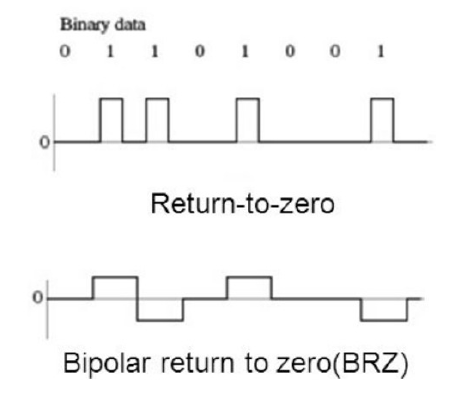 Binary data
0 1 1 0 1 0 0 1
0
Return-to-zero
0
Bipolar return to zero(BRZ)